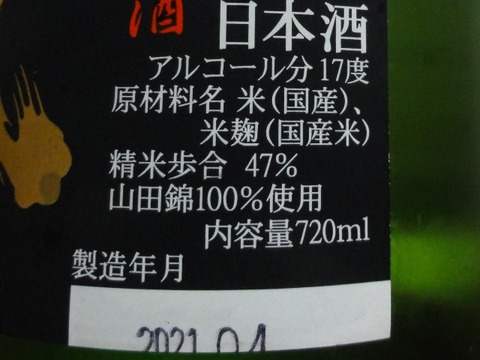 酒
日本酒
アルコール分 17度
原材料名 米(国産)、
米麹(国産米)
精米歩合 47%
山田錦100%使用
内容量720ml
製造年月
2021.04